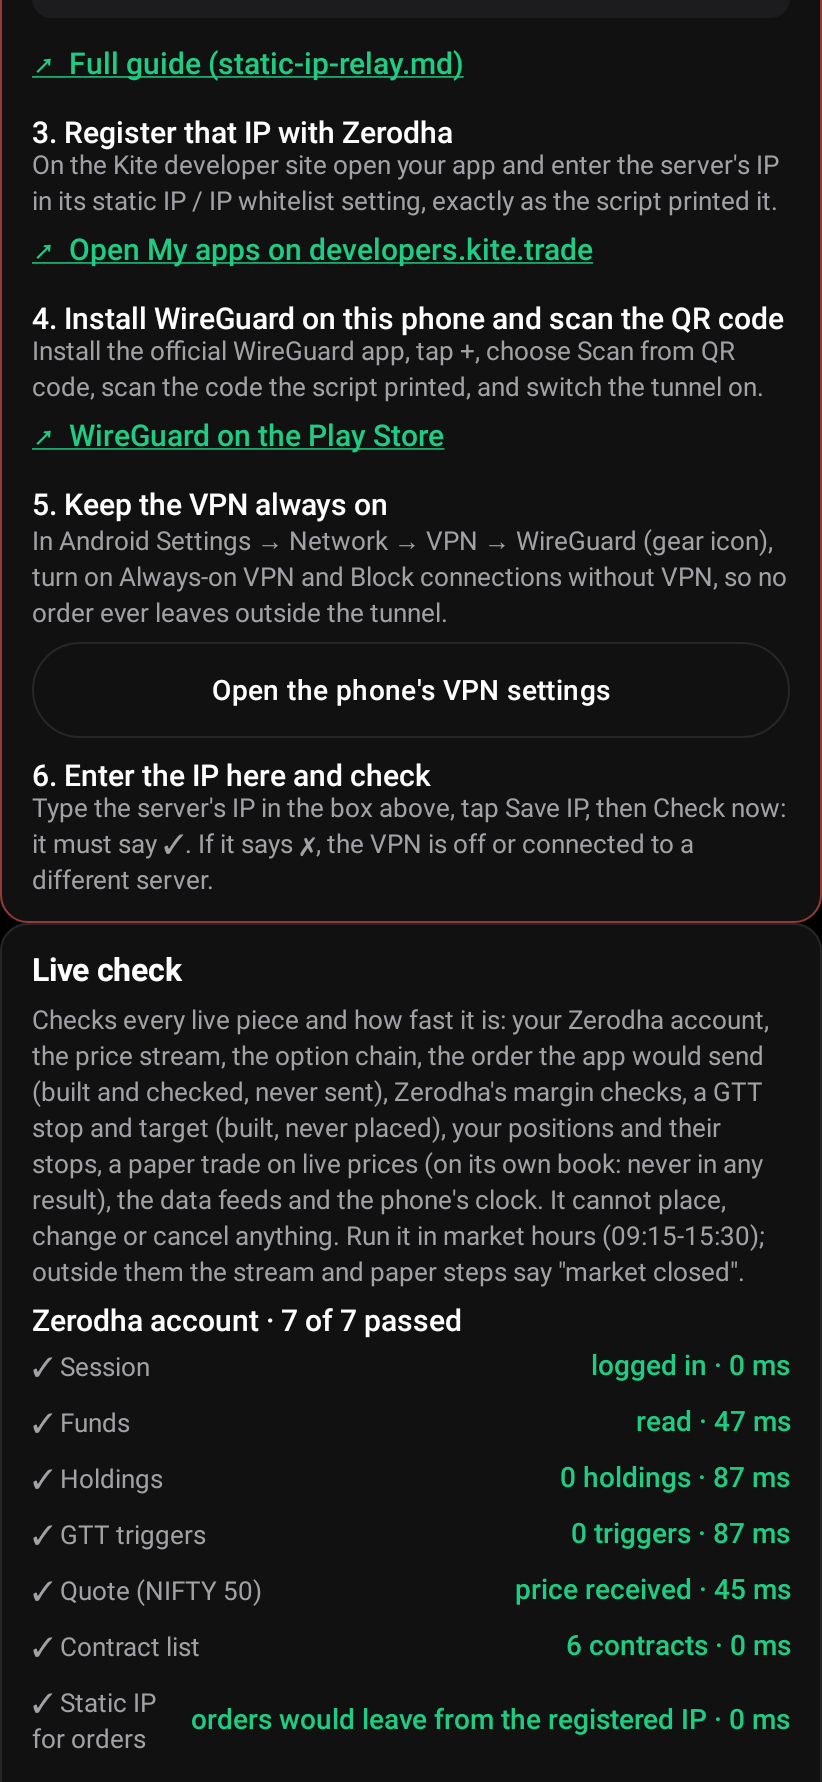 ↗ Full guide (static-ip-relay.md)
3. Register that IP with Zerodha
On the Kite developer site open your app and enter the server's IP
in its static IP / IP whitelist setting, exactly as the script printed it.
↗ Open My apps on developers.kite.trade
4. Install WireGuard on this phone and scan the QR code
Install the official WireGuard app, tap +, choose Scan from QR
code, scan the code the script printed, and switch the tunnel on.
↗ WireGuard on the Play Store
5. Keep the VPN always on
In Android Settings → Network → VPN → WireGuard (gear icon),
turn on Always-on VPN and Block connections without VPN, so no
order ever leaves outside the tunnel.
Open the phone's VPN settings
6. Enter the IP here and check
Type the server's IP in the box above, tap Save IP, then Check now:
it must say ✓. If it says ✗, the VPN is off or connected to a
different server.
Live check
Checks every live piece and how fast it is: your Zerodha account,
the price stream, the option chain, the order the app would send
(built and checked, never sent), Zerodha's margin checks, a GTT
stop and target (built, never placed), your positions and their
stops, a paper trade on live prices (on its own book: never in any
result), the data feeds and the phone's clock. It cannot place,
change or cancel anything. Run it in market hours (09:15-15:30);
outside them the stream and paper steps say "market closed".
Zerodha account · 7 of 7 passed
✓ Session logged in · 0 ms
✓ Funds read · 47 ms
✓ Holdings 0 holdings · 87 ms
✓ GTT triggers 0 triggers · 87 ms
✓ Quote (NIFTY 50) price received · 45 ms
✓ Contract list 6 contracts · 0 ms
✓ Static IP
for orders orders would leave from the registered IP · 0 ms